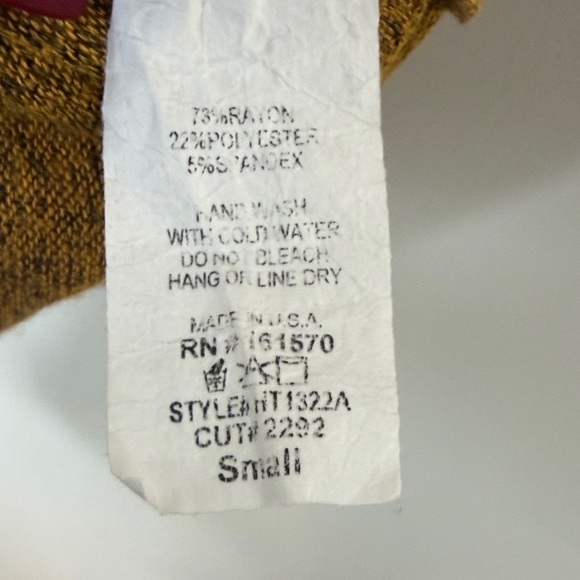 73%RAYON
22%POLYESTER
5%SPANDEX
HAND WASH
WITH COLD WATER
DO NOT BLEACH
HANG OR LINE DRY
MADE IN U.S.A.
RN # 161570
STYLE# HT1322A
CUT# 2292
Small